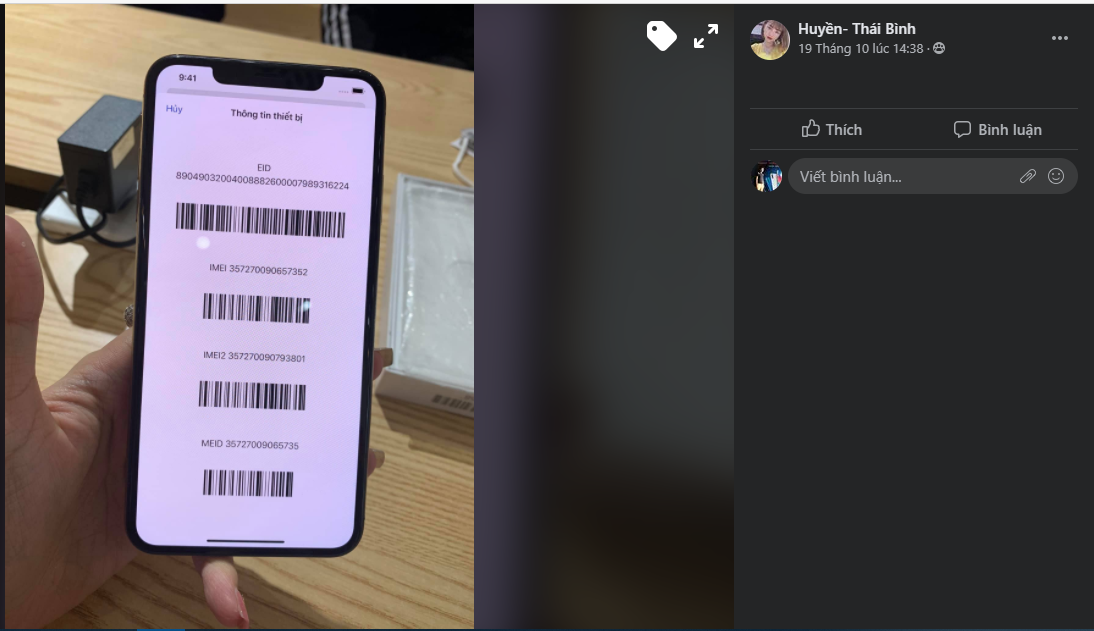 9:41
Hủy
Thông tin thiết bị
EID
89049032004008882600007989316224
IMEI 357270090657352
IMEI2 357270090793801
MEID 35727009065735
Huyền- Thái Bình
19 Tháng 10 lúc 14:38 ·
Thích
Bình luận
Viết bình luận...